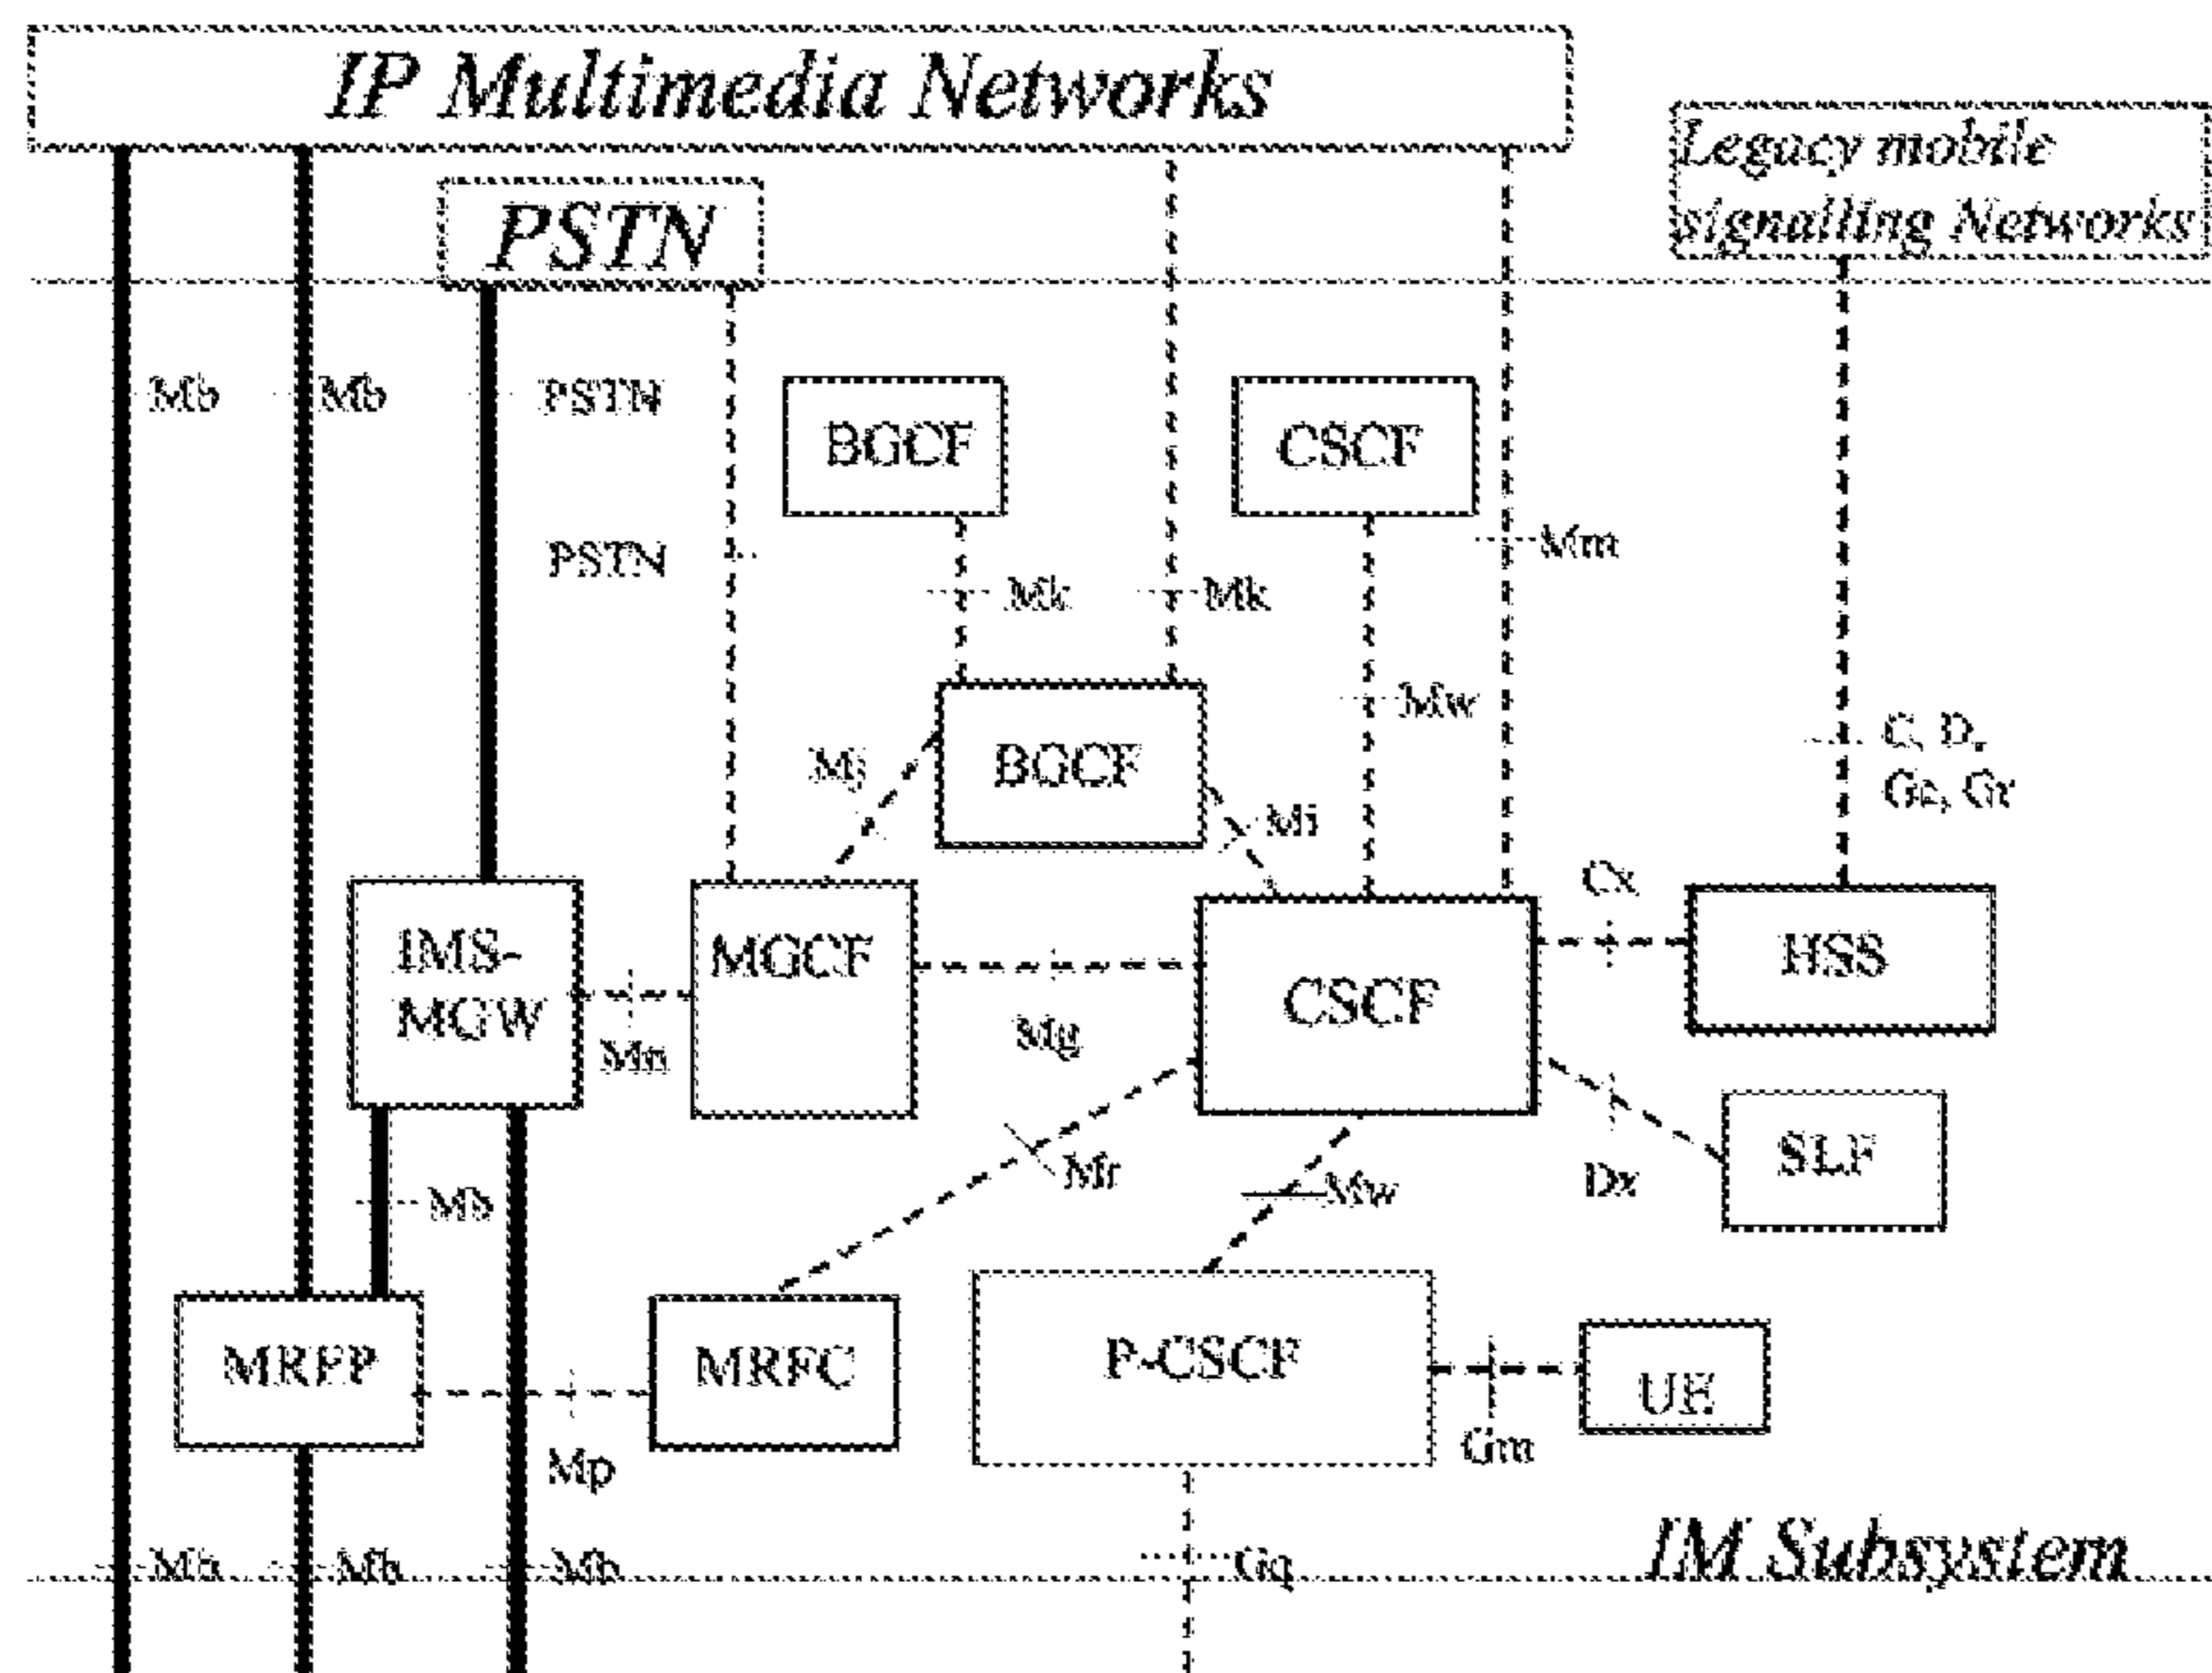 IP Multimedia Networks
Legacy mobile
signalling Networks
PSTN
Mb
Mb
PSTN
BGCF
CSCF
PSTN
Mm
Mk
Mk
Mw
C, D,
Gc, Gr
Mj
BGCF
Mi
Cx
IMS-
MGW
MGCF
CSCF
HSS
Mn
Mg
SLF
Mr
Mw
Dx
Mb
MRFP
MRFC
P-CSCF
UE
Gm
Mp
IM Subsystem
Mb
Mb
Mb
Gq